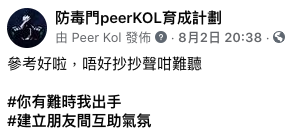 防毒門peerKOL育成計劃
由 Peer Kol 發佈 · 8月2日 20:38 ·
參考好啦，唔好抄抄聲咁難聽
#你有難時我出手
#建立朋友間互助氣氛